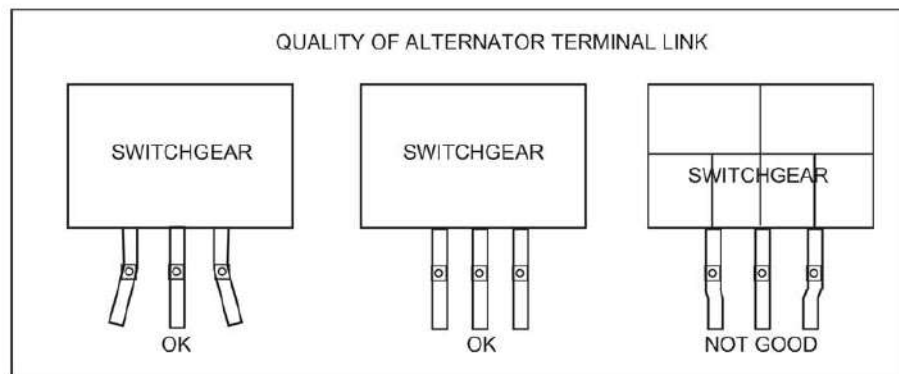 QUALITY OF ALTERNATOR TERMINAL LINK
SWITCHGEAR
SWITCHGEAR
SWITCHGEAR
OK
OK
NOT GOOD